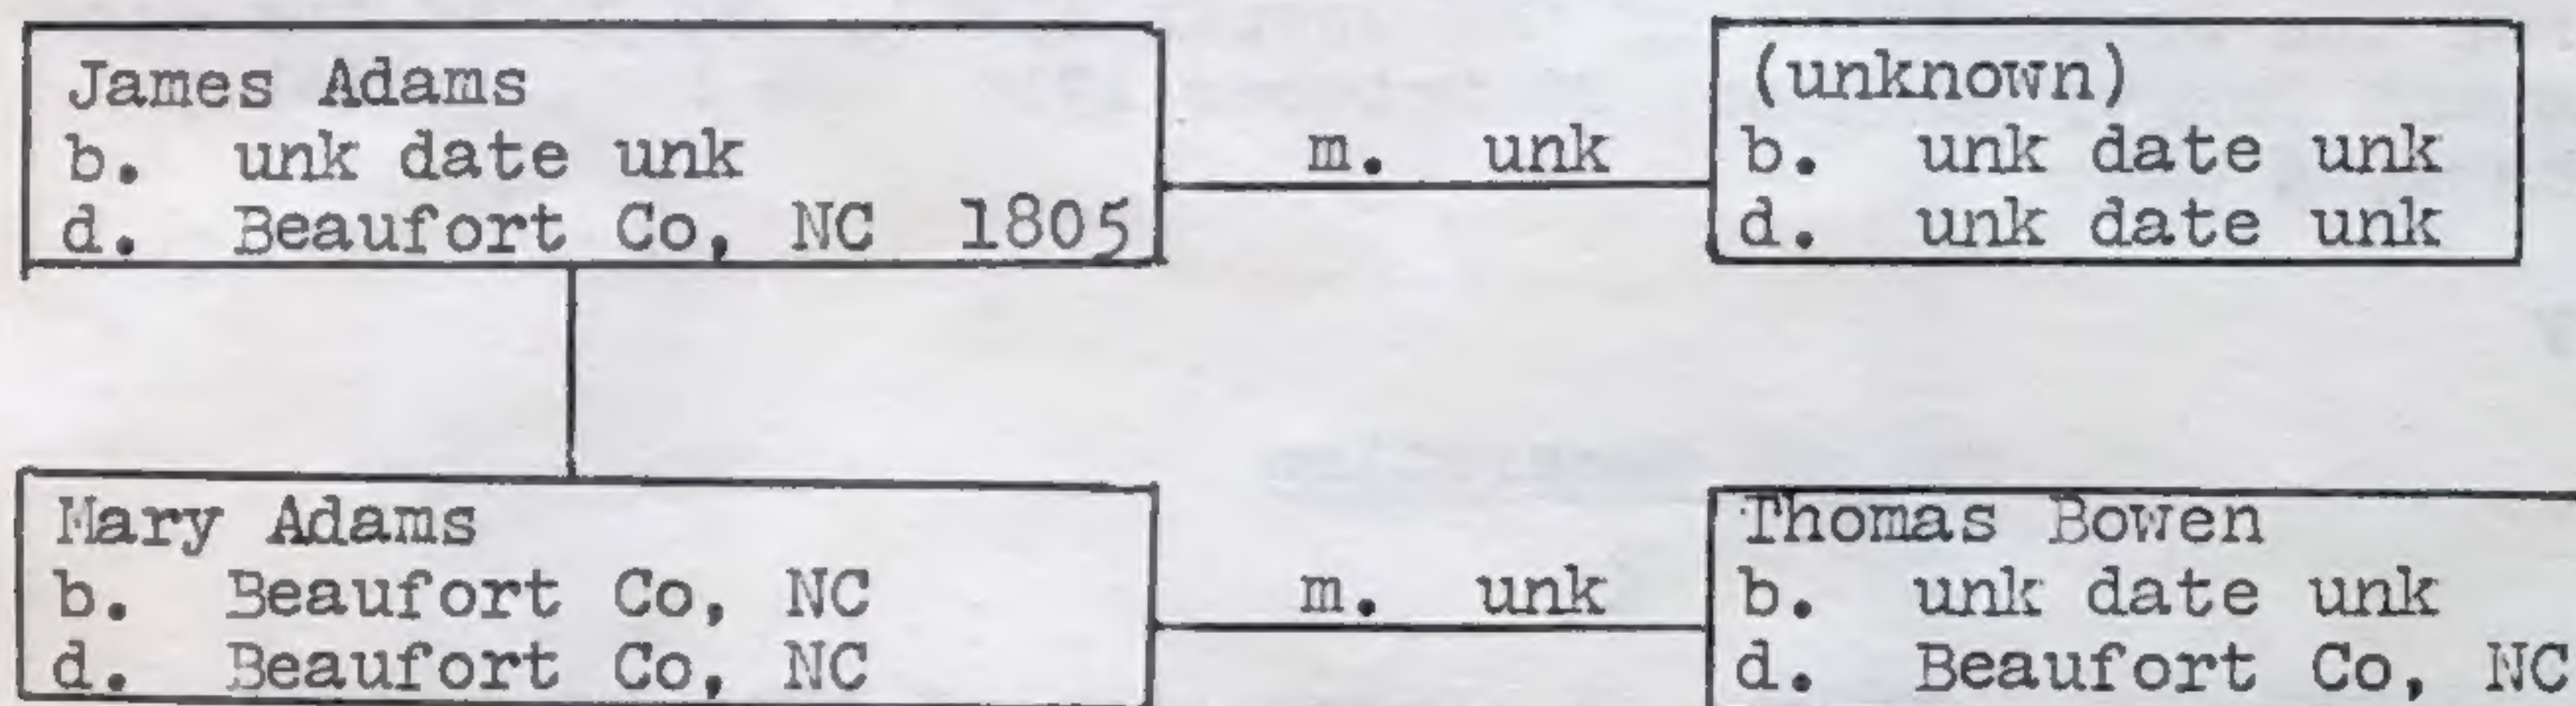 James Adams
b. unk date unk
d. Beaufort Co, NC 1805
m. unk
(unknown)
b. unk date unk
d. unk date unk
Mary Adams
b. Beaufort Co, NC
d. Beaufort Co, NC
m. unk
Thomas Bowen
b. unk date unk
d. Beaufort Co, NC